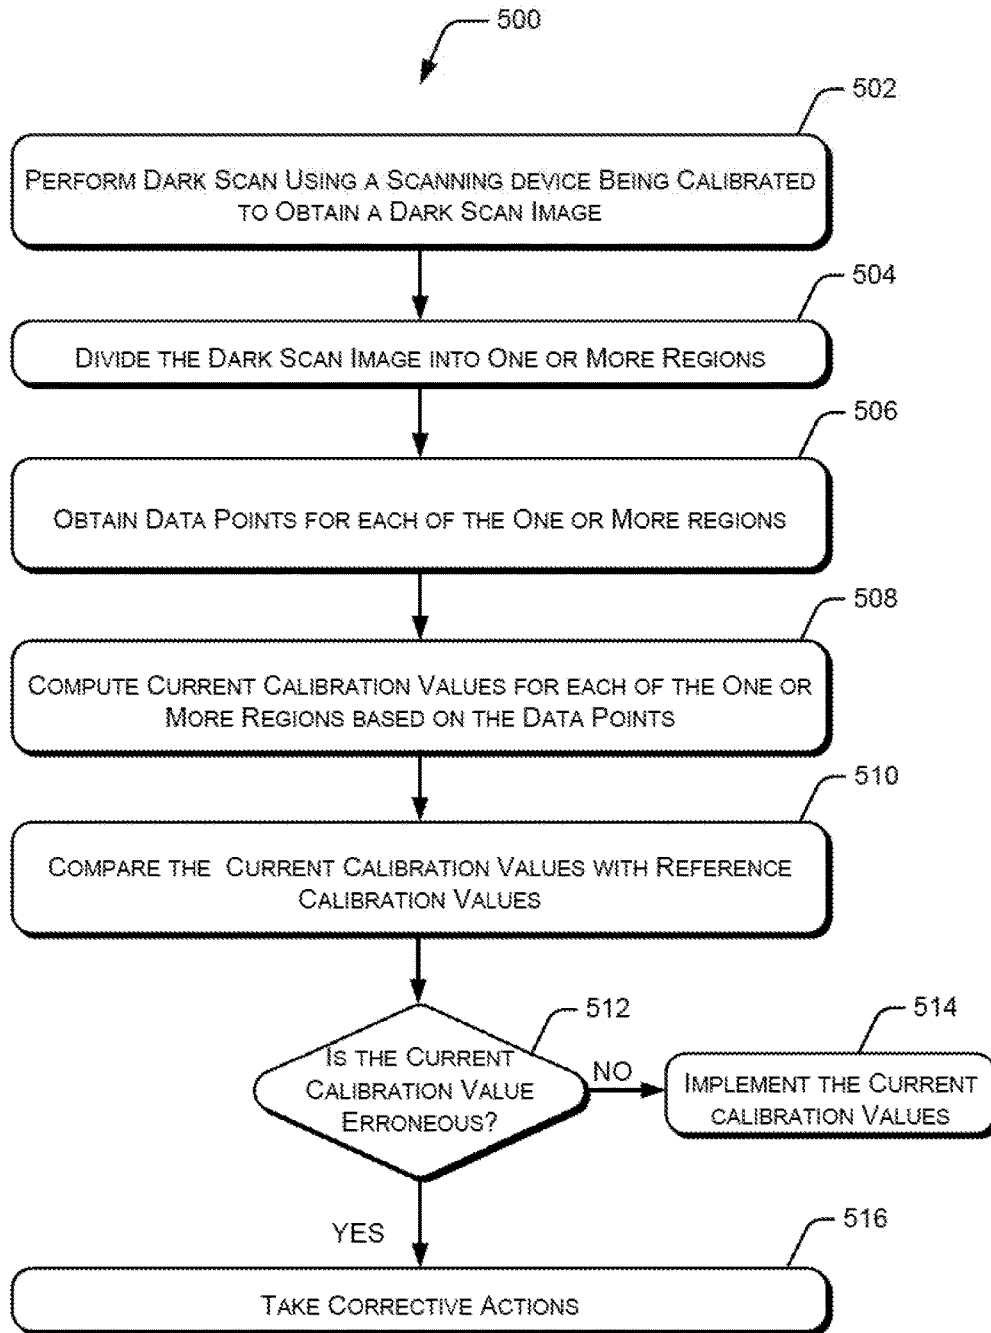 500
502
PERFORM DARK SCAN USING A SCANNING DEVICE BEING CALIBRATED
TO OBTAIN A DARK SCAN IMAGE
504
DIVIDE THE DARK SCAN IMAGE INTO ONE OR MORE REGIONS
506
OBTAIN DATA POINTS FOR EACH OF THE ONE OR MORE REGIONS
508
COMPUTE CURRENT CALIBRATION VALUES FOR EACH OF THE ONE OR
MORE REGIONS BASED ON THE DATA POINTS
510
COMPARE THE CURRENT CALIBRATION VALUES WITH REFERENCE
CALIBRATION VALUES
512
IS THE CURRENT
CALIBRATION VALUE
ERRONEOUS?
NO
514
IMPLEMENT THE CURRENT
CALIBRATION VALUES
YES
516
TAKE CORRECTIVE ACTIONS